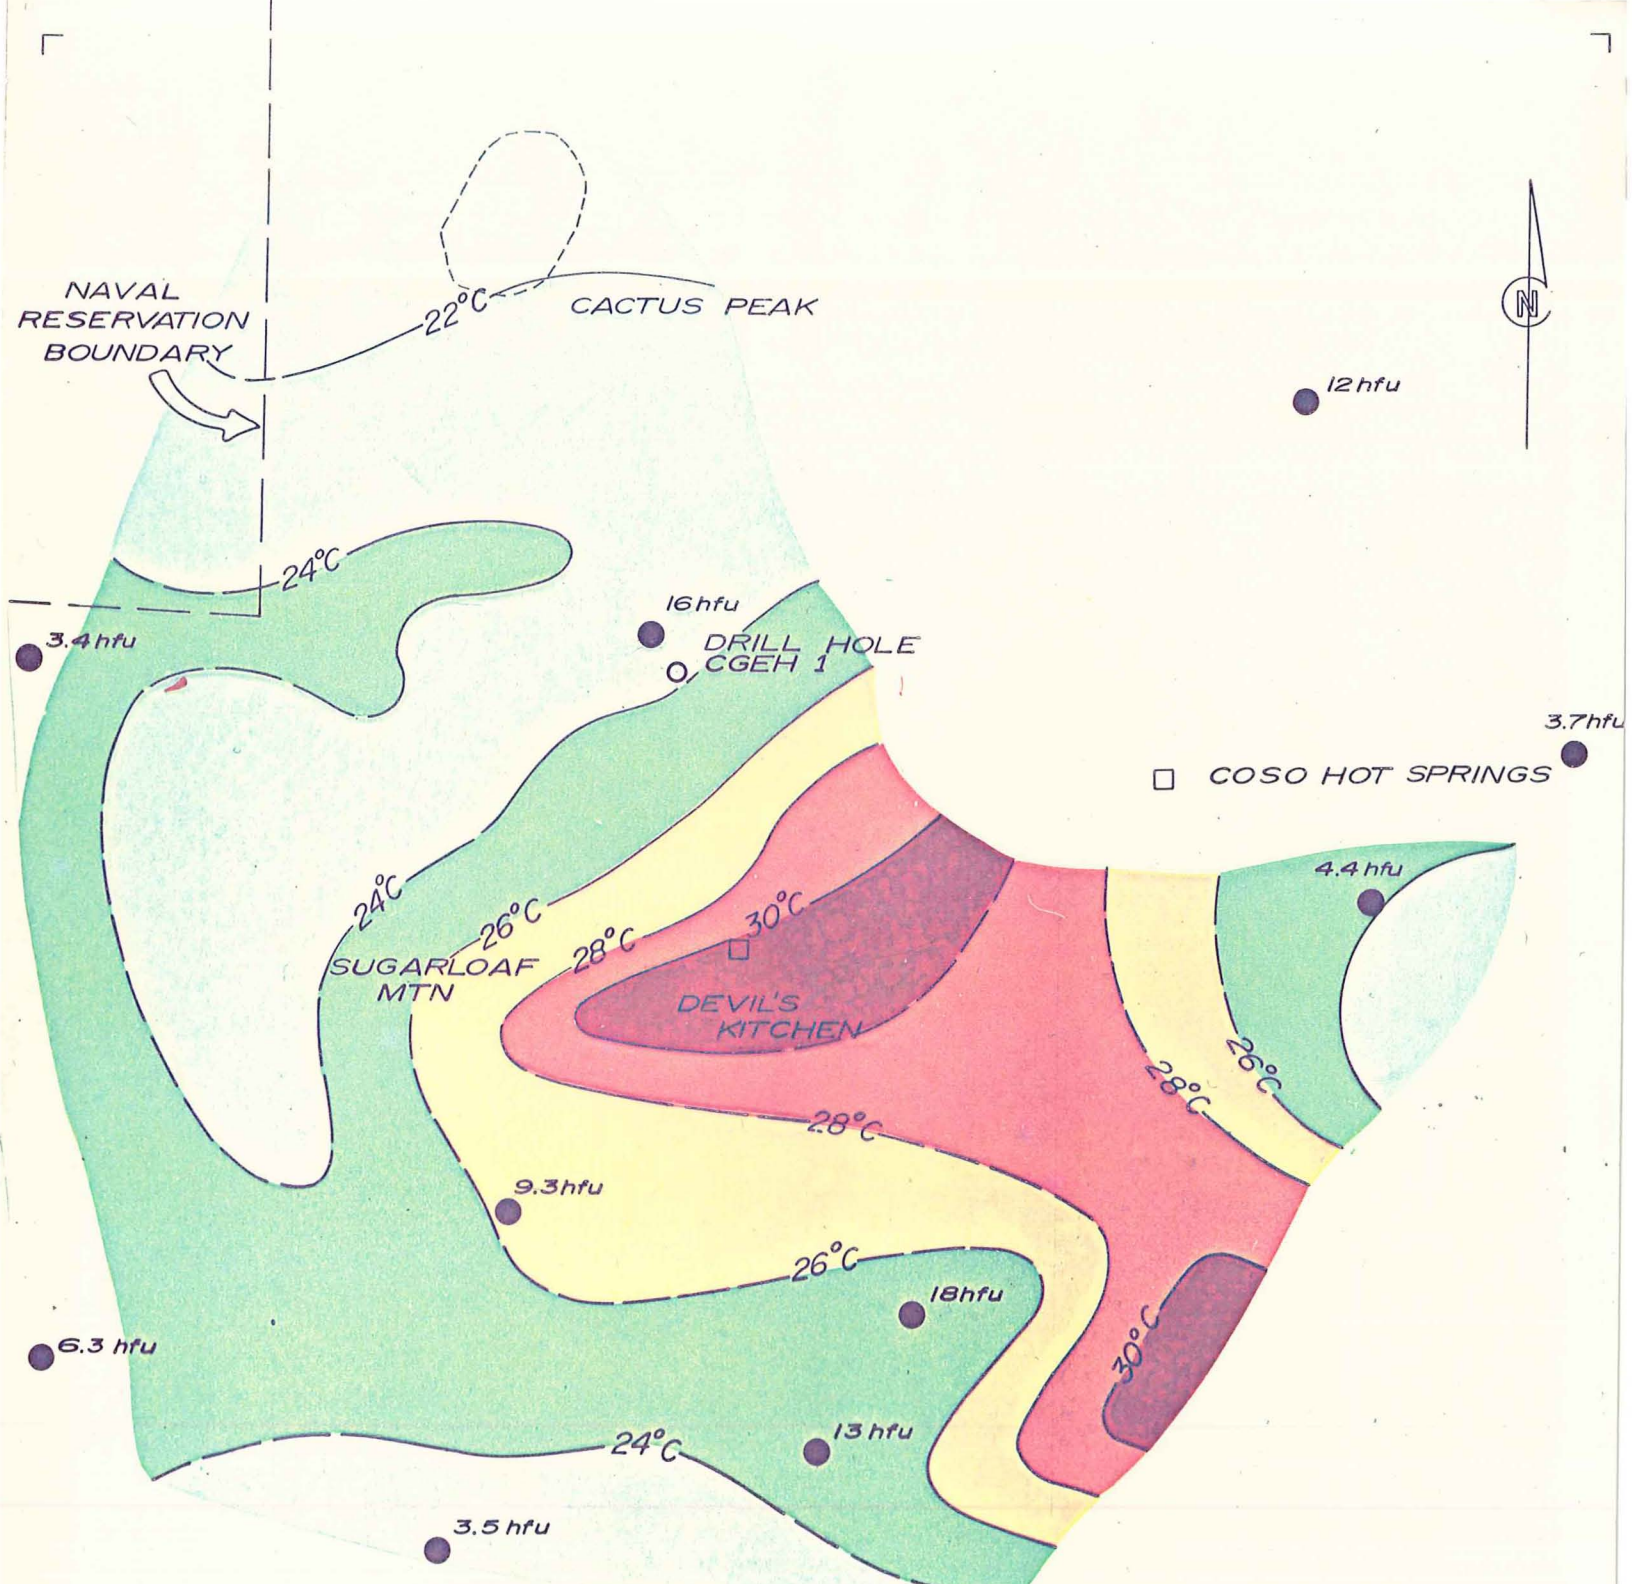 22°C
CACTUS PEAK
NAVAL
RESERVATION
BOUNDARY
N
12 hfu
24°C
16 hfu
3.4 hfu
DRILL HOLE
CGEH 1
3.7 hfu
COSO HOT SPRINGS
4.4 hfu
24°C
26°C
30°C
28°C
SUGARLOAF
MTN
DEVIL'S
KITCHEN
26°C
28°C
28°C
9.3 hfu
26°C
18 hfu
30°C
6.3 hfu
13 hfu
24°C
3.5 hfu